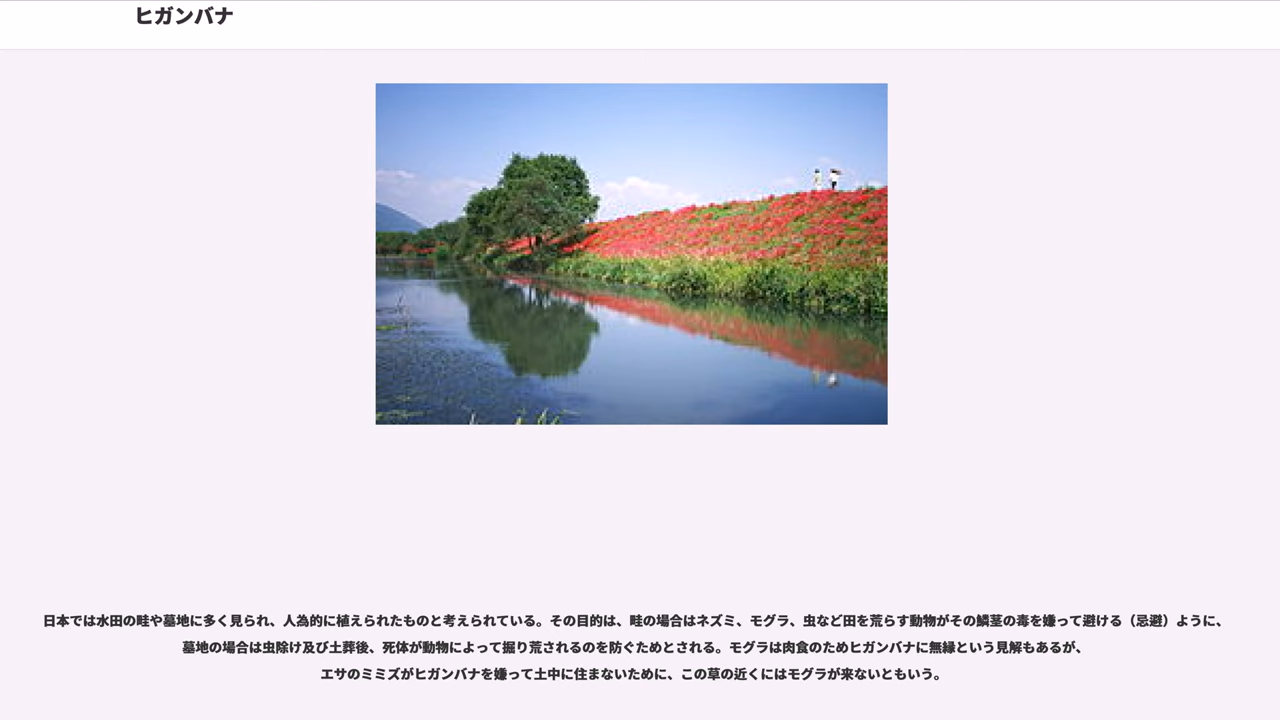 ヒガンバナ
日本では水田の畦や墓地に多く見られ、人為的に植えられたものと考えられている。その目的は、畦の場合はネズミ、モグラ、虫など田を荒らす動物がその鱗茎の毒を嫌って避ける（忌避）ように、
墓地の場合は虫除け及び土葬後、死体が動物によって掘り荒されるのを防ぐためとされる。モグラは肉食のためヒガンバナに無縁という見解もあるが、
エサのミミズがヒガンバナを嫌って土中に住まないために、この草の近くにはモグラが来ないともいう。